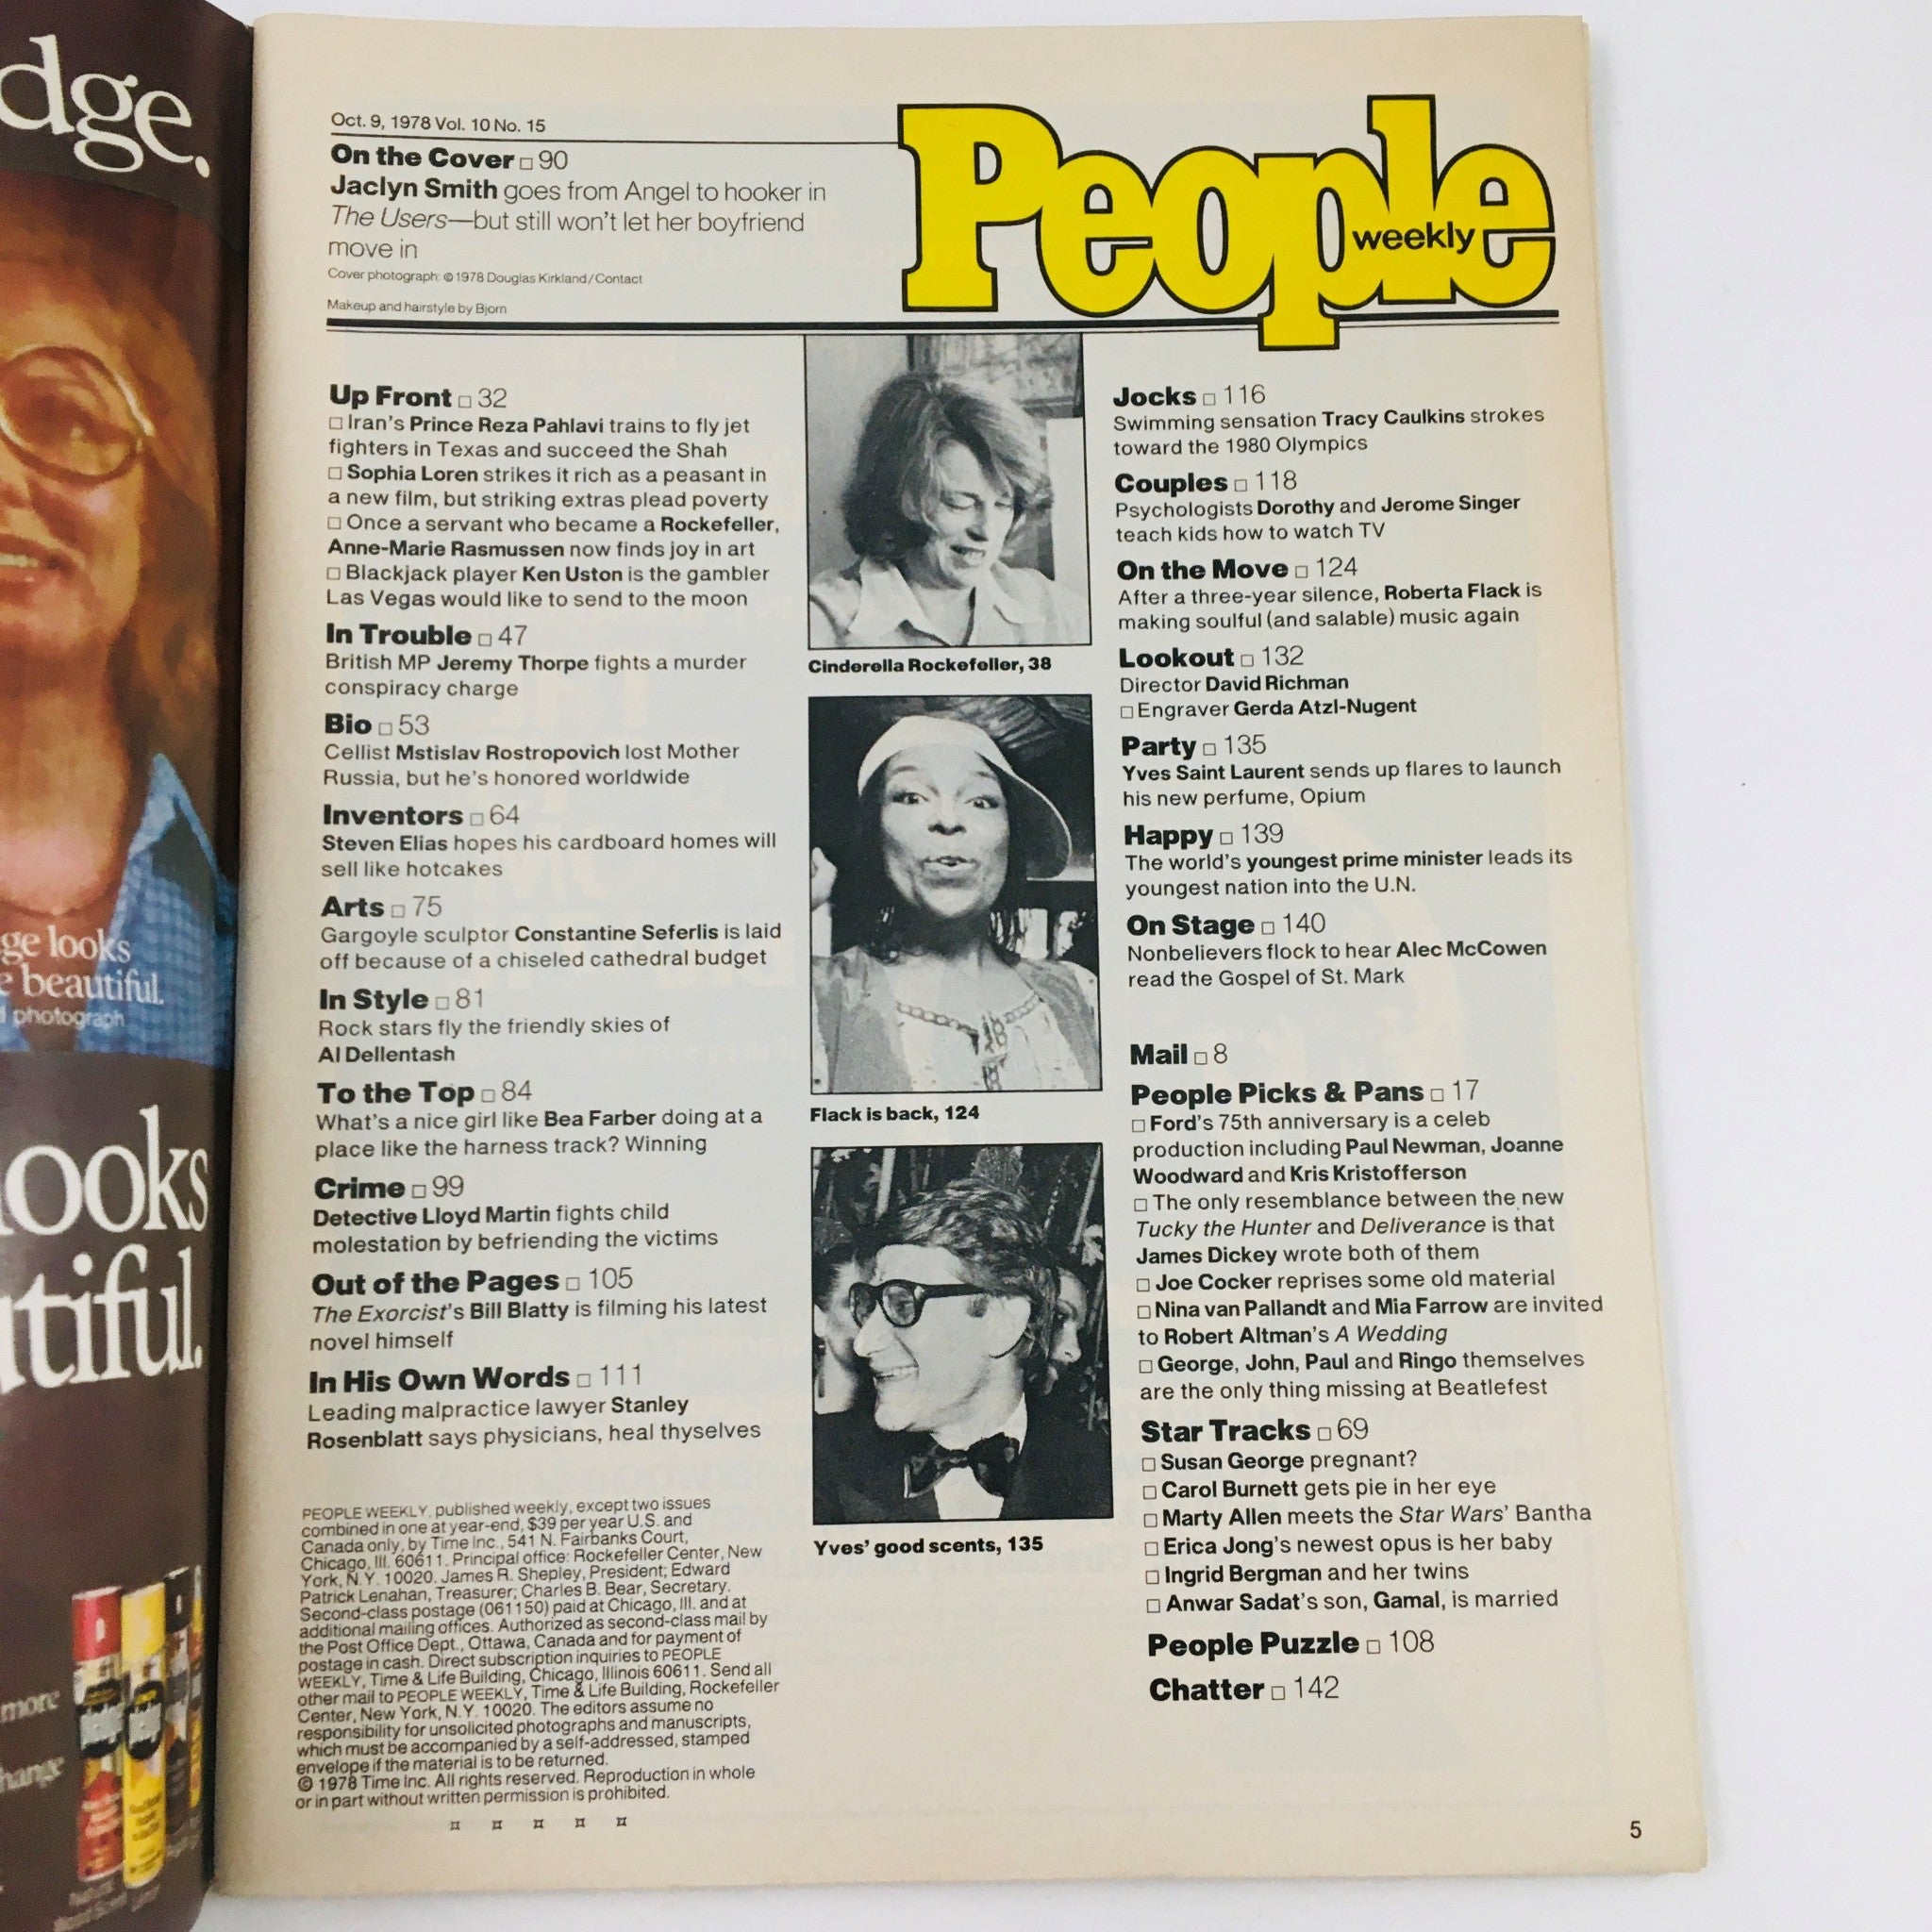 dge.
ge looks
e beautiful.
photograph
looks
utiful.
more
hange
Oct. 9, 1978 Vol. 10 No. 15
On the Cover □ 90
Jaclyn Smith goes from Angel to hooker in
The Users—but still won't let her boyfriend
move in
Cover photograph: © 1978 Douglas Kirkland/Contact
Makeup and hairstyle by Bjorn
People
weekly
Up Front □ 32
□ Iran's Prince Reza Pahlavi trains to fly jet
fighters in Texas and succeed the Shah
□ Sophia Loren strikes it rich as a peasant in
a new film, but striking extras plead poverty
□ Once a servant who became a Rockefeller,
Anne-Marie Rasmussen now finds joy in art
□ Blackjack player Ken Uston is the gambler
Las Vegas would like to send to the moon
In Trouble □ 47
British MP Jeremy Thorpe fights a murder
conspiracy charge
Bio □ 53
Cellist Mstislav Rostropovich lost Mother
Russia, but he's honored worldwide
Inventors □ 64
Steven Elias hopes his cardboard homes will
sell like hotcakes
Arts □ 75
Gargoyle sculptor Constantine Seferlis is laid
off because of a chiseled cathedral budget
In Style □ 81
Rock stars fly the friendly skies of
Al Dellentash
To the Top □ 84
What's a nice girl like Bea Farber doing at a
place like the harness track? Winning
Crime □ 99
Detective Lloyd Martin fights child
molestation by befriending the victims
Out of the Pages □ 105
The Exorcist's Bill Blatty is filming his latest
novel himself
In His Own Words □ 111
Leading malpractice lawyer Stanley
Rosenblatt says physicians, heal thyselves
PEOPLE WEEKLY, published weekly, except two issues
combined in one at year-end, $39 per year U.S. and
Canada only, by Time Inc., 541 N. Fairbanks Court,
Chicago, Ill. 60611. Principal office: Rockefeller Center, New
York, N.Y. 10020. James R. Shepley, President; Edward
Patrick Lenahan, Treasurer; Charles B. Bear, Secretary.
Second-class postage (061150) paid at Chicago, Ill. and at
additional mailing offices. Authorized as second-class mail by
the Post Office Dept., Ottawa, Canada and for payment of
postage in cash. Direct subscription inquiries to PEOPLE
WEEKLY, Time & Life Building, Chicago, Illinois 60611. Send all
other mail to PEOPLE WEEKLY, Time & Life Building, Rockefeller
Center, New York, N.Y. 10020. The editors assume no
responsibility for unsolicited photographs and manuscripts,
which must be accompanied by a self-addressed, stamped
envelope if the material is to be returned.
© 1978 Time Inc. All rights reserved. Reproduction in whole
or in part without written permission is prohibited.
Cinderella Rockefeller, 38
Flack is back, 124
Yves' good scents, 135
Jocks □ 116
Swimming sensation Tracy Caulkins strokes
toward the 1980 Olympics
Couples □ 118
Psychologists Dorothy and Jerome Singer
teach kids how to watch TV
On the Move □ 124
After a three-year silence, Roberta Flack is
making soulful (and salable) music again
Lookout □ 132
Director David Richman
□ Engraver Gerda Atzl-Nugent
Party □ 135
Yves Saint Laurent sends up flares to launch
his new perfume, Opium
Happy □ 139
The world's youngest prime minister leads its
youngest nation into the U.N.
On Stage □ 140
Nonbelievers flock to hear Alec McCowen
read the Gospel of St. Mark
Mail □ 8
People Picks & Pans □ 17
□ Ford's 75th anniversary is a celeb
production including Paul Newman, Joanne
Woodward and Kris Kristofferson
□ The only resemblance between the new
Tucky the Hunter and Deliverance is that
James Dickey wrote both of them
□ Joe Cocker reprises some old material
□ Nina van Pallandt and Mia Farrow are invited
to Robert Altman's A Wedding
□ George, John, Paul and Ringo themselves
are the only thing missing at Beatlefest
Star Tracks □ 69
□ Susan George pregnant?
□ Carol Burnett gets pie in her eye
□ Marty Allen meets the Star Wars' Bantha
□ Erica Jong's newest opus is her baby
□ Ingrid Bergman and her twins
□ Anwar Sadat's son, Gamal, is married
People Puzzle □ 108
Chatter □ 142
5